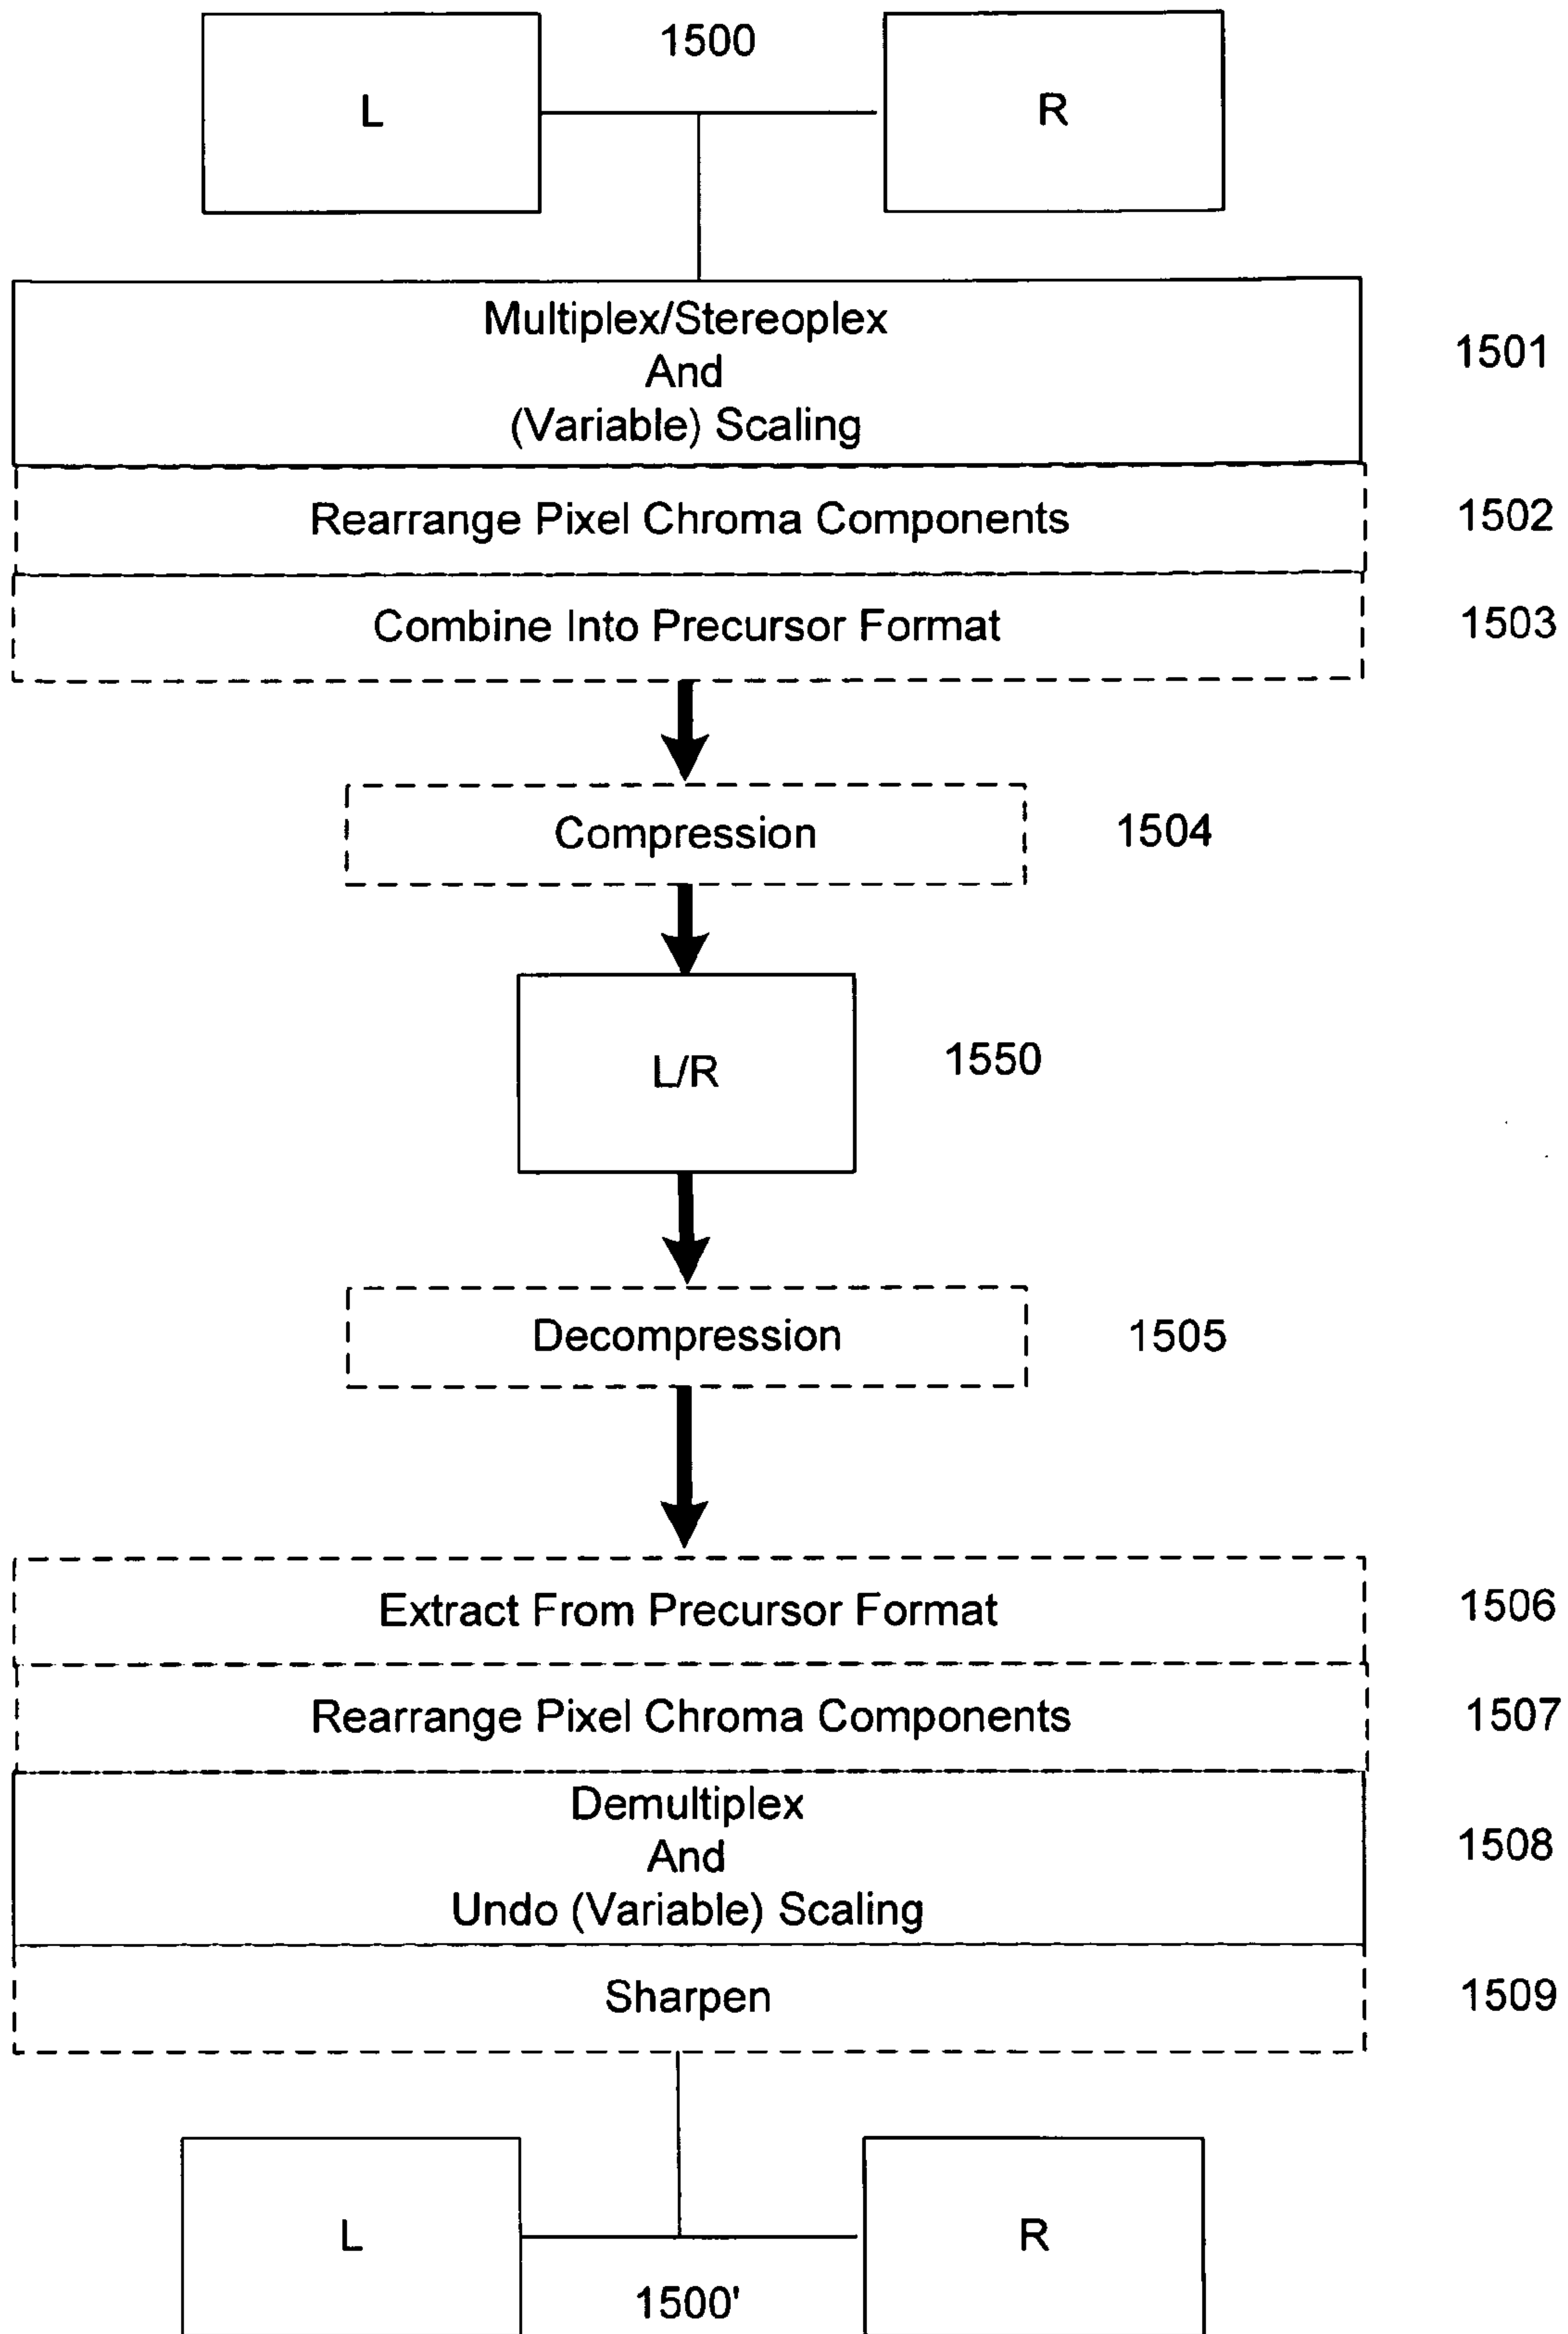 1500
L
R
Multiplex/Stereoplex
And
(Variable) Scaling
1501
Rearrange Pixel Chroma Components
1502
Combine Into Precursor Format
1503
Compression
1504
L/R
1550
Decompression
1505
Extract From Precursor Format
1506
Rearrange Pixel Chroma Components
1507
Demultiplex
And
Undo (Variable) Scaling
1508
Sharpen
1509
L
R
1500'